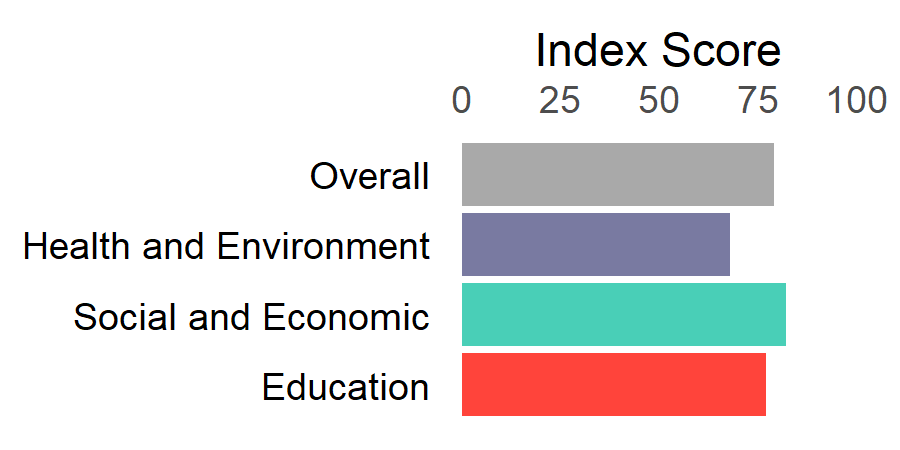 Index Score
0 25 50 75 100
Overall
Health and Environment
Social and Economic
Education